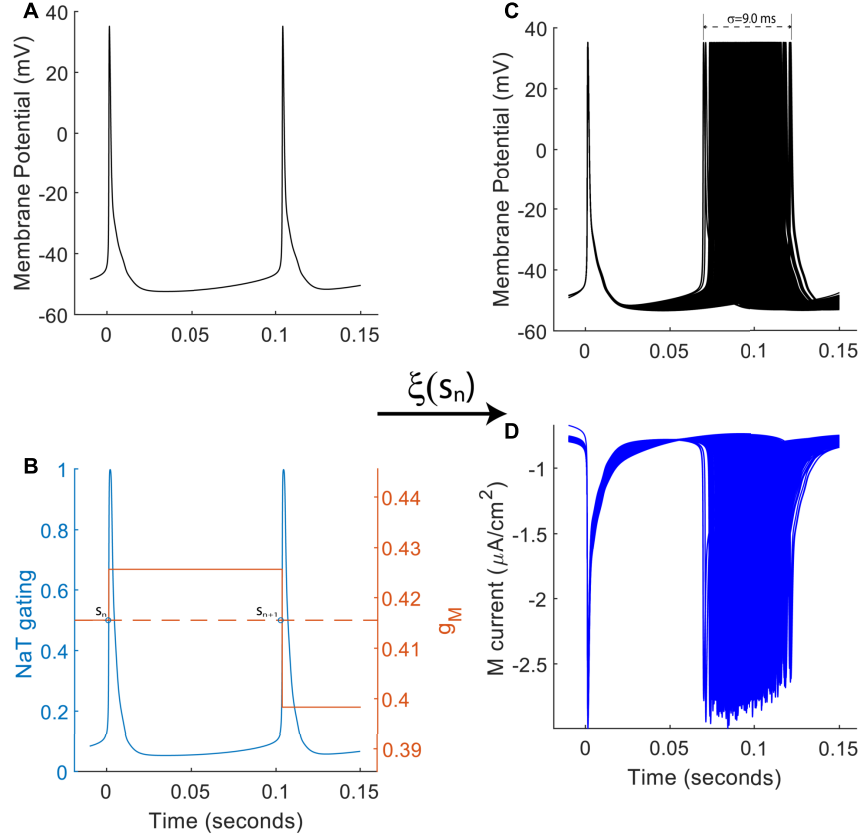 A
Membrane Potential (mV)
40
20
0
-20
-40
-60
0
0.05
0.1
0.15
C
σ=9.0 ms
Membrane Potential (mV)
40
20
0
-20
-40
-60
0
0.05
0.1
0.15
ξ(sₙ)
B
NaT gating
1
0.8
0.6
0.4
0.2
0
sₙ
sₙ₊₁
0.44
0.43
0.42
0.41
0.4
0.39
g_M
0
0.05
0.1
0.15
Time (seconds)
D
M current (μA/cm²)
-1
-1.5
-2
-2.5
0
0.05
0.1
0.15
Time (seconds)